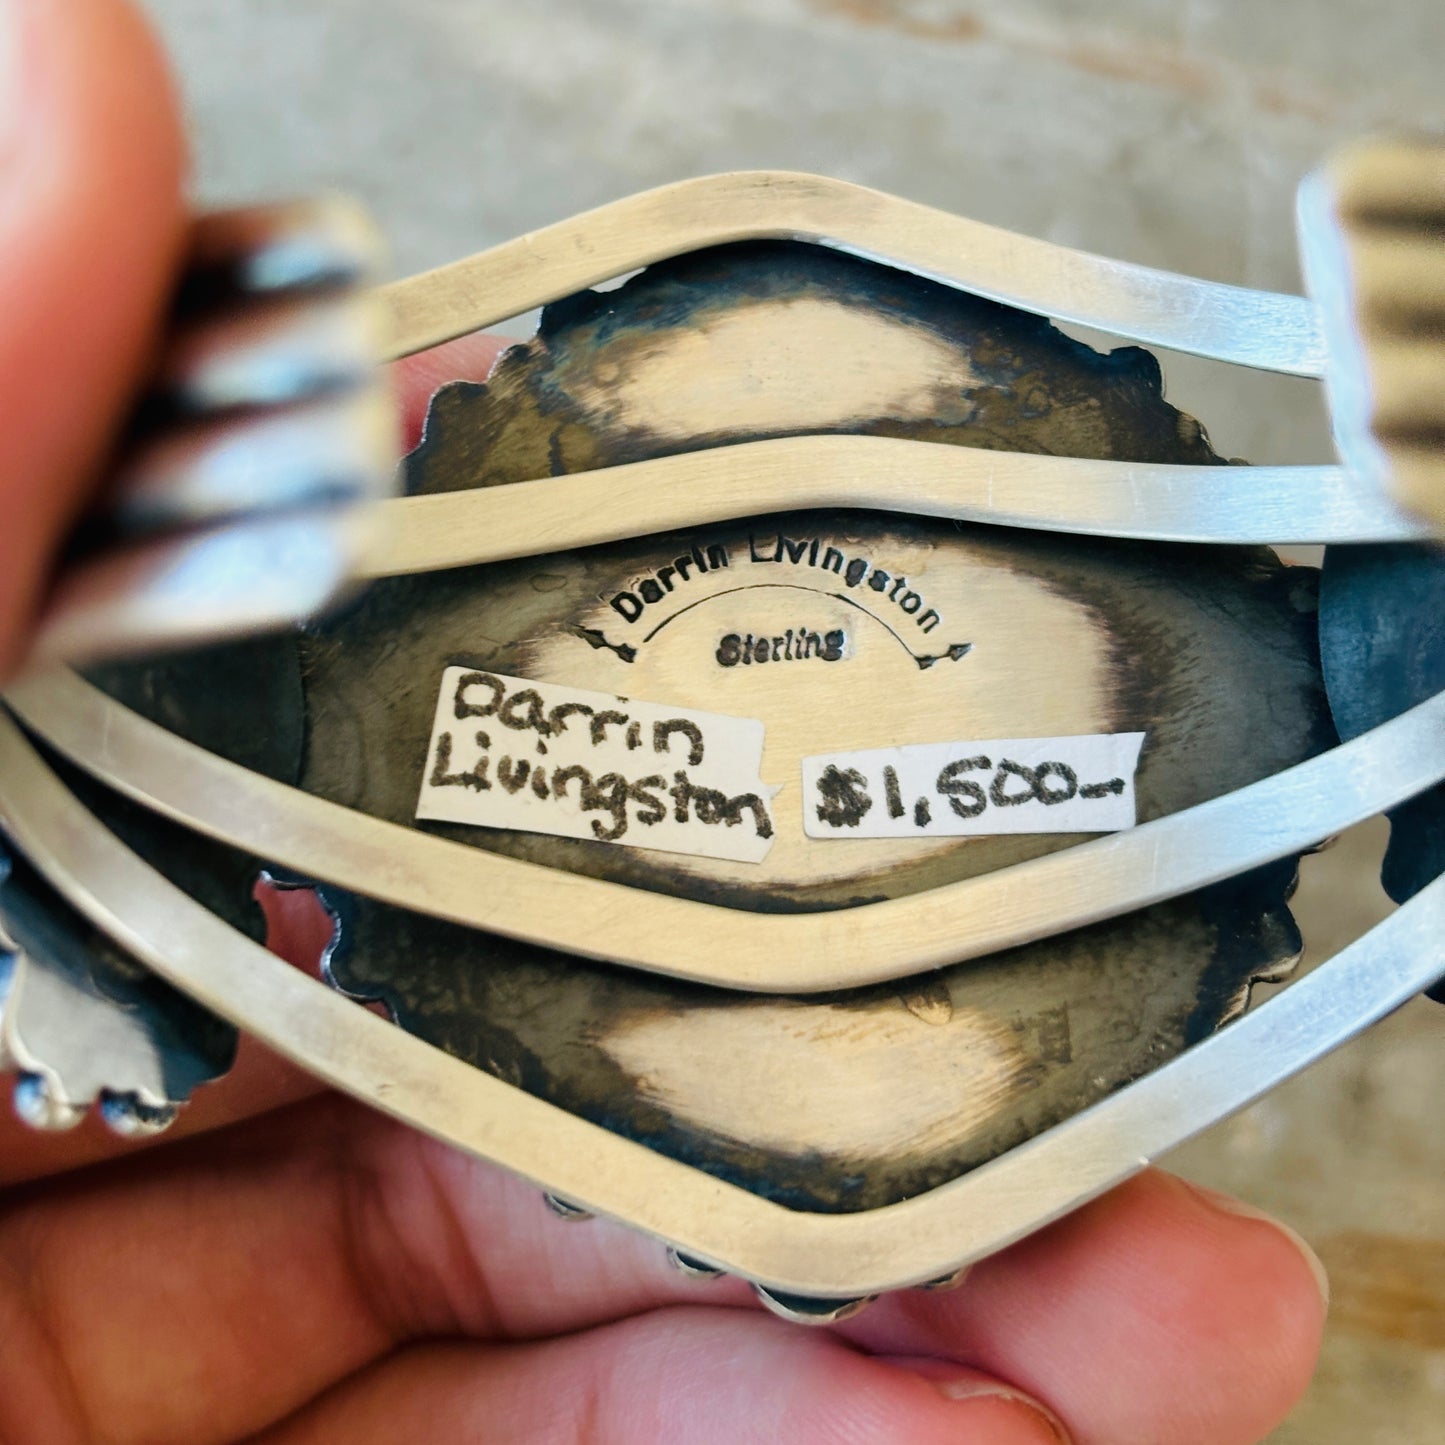 Darrin Livingston
Sterling
Darrin
Livingston
$1,500-